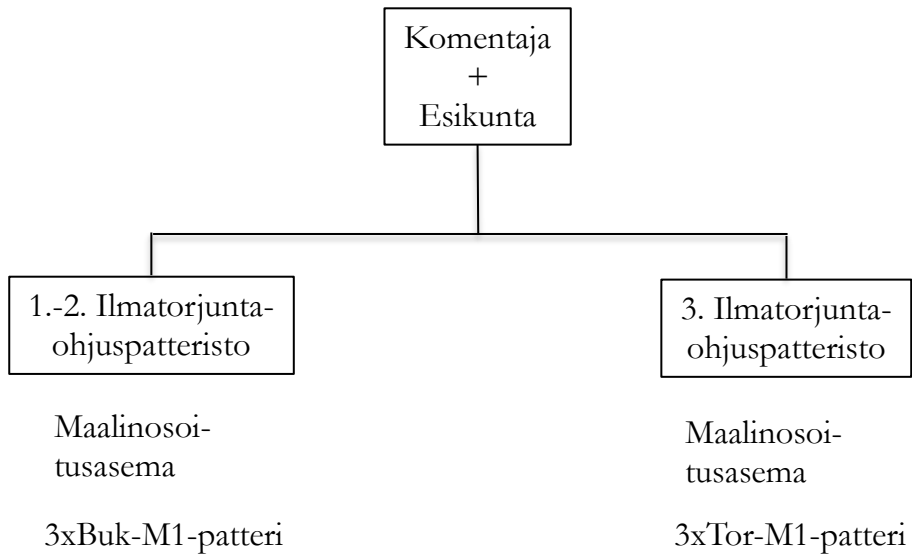 Komentaja
+
Esikunta
1.-2. Ilmatorjunta-
ohjuspatteristo
Maalinosoi-
tusasema
3xBuk-M1-patteri
3. Ilmatorjunta-
ohjuspatteristo
Maalinosoi-
tusasema
3xTor-M1-patteri